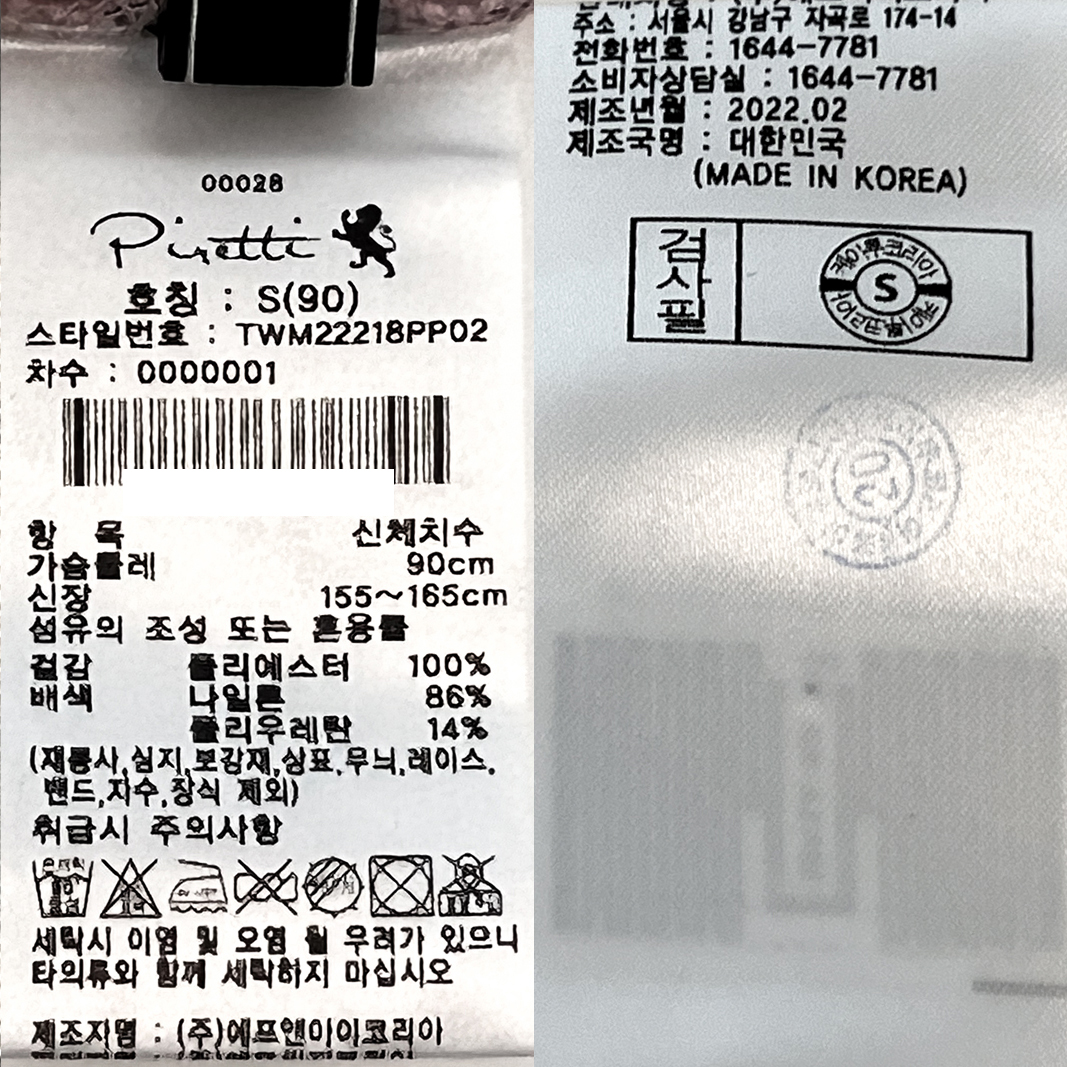 00028
Piretti
호칭 : S(90)
스타일번호 : TWM22218PP02
차수 : 0000001
항 목 신체치수
가슴둘레 90cm
신장 155~165cm
섬유의 조성 또는 혼용률
겉감 폴리에스터 100%
배색 나일론 86%
폴리우레탄 14%
(재봉사,심지,보강재,상표,무늬,레이스,
밴드,자수,장식 제외)
취급시 주의사항
세탁시 이염 및 오염 될 우려가 있으니
타의류와 함께 세탁하지 마십시오
제조자명 : (주)에프앤아이코리아
주소 : 서울시 강남구 자곡로 174-14
전화번호 : 1644-7781
소비자상담실 : 1644-7781
제조년월 : 2022.02
제조국명 : 대한민국
(MADE IN KOREA)
검사필
케이투코리아
S